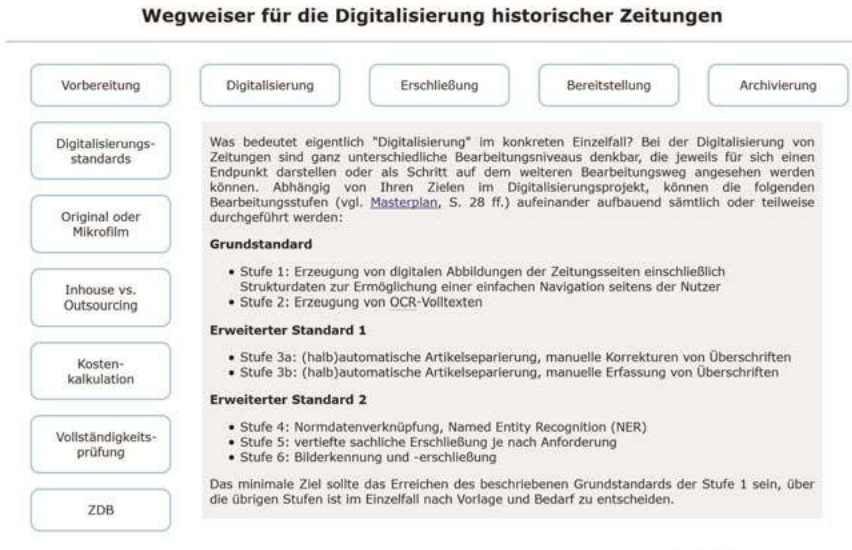 Wegweiser für die Digitalisierung historischer Zeitungen
Vorbereitung
Digitalisierung
Erschließung
Bereitstellung
Archivierung
Digitalisierungs-
standards
Original oder
Mikrofilm
Inhouse vs.
Outsourcing
Kosten-
kalkulation
Vollständigkeits-
prüfung
ZDB
Was bedeutet eigentlich "Digitalisierung" im konkreten Einzelfall? Bei der Digitalisierung von
Zeitungen sind ganz unterschiedliche Bearbeitungsniveaus denkbar, die jeweils für sich einen
Endpunkt darstellen oder als Schritt auf dem weiteren Bearbeitungsweg angesehen werden
können. Abhängig von Ihren Zielen im Digitalisierungsprojekt, können die folgenden
Bearbeitungsstufen (vgl. Masterplan, S. 28 ff.) aufeinander aufbauend sämtlich oder teilweise
durchgeführt werden:
Grundstandard
• Stufe 1: Erzeugung von digitalen Abbildungen der Zeitungsseiten einschließlich
Strukturdaten zur Ermöglichung einer einfachen Navigation seitens der Nutzer
• Stufe 2: Erzeugung von OCR-Volltexten
Erweiterter Standard 1
• Stufe 3a: (halb)automatische Artikelseparierung, manuelle Korrekturen von Überschriften
• Stufe 3b: (halb)automatische Artikelseparierung, manuelle Erfassung von Überschriften
Erweiterter Standard 2
• Stufe 4: Normdatenverknüpfung, Named Entity Recognition (NER)
• Stufe 5: vertiefte sachliche Erschließung je nach Anforderung
• Stufe 6: Bilderkennung und -erschließung
Das minimale Ziel sollte das Erreichen des beschriebenen Grundstandards der Stufe 1 sein, über
die übrigen Stufen ist im Einzelfall nach Vorlage und Bedarf zu entscheiden.